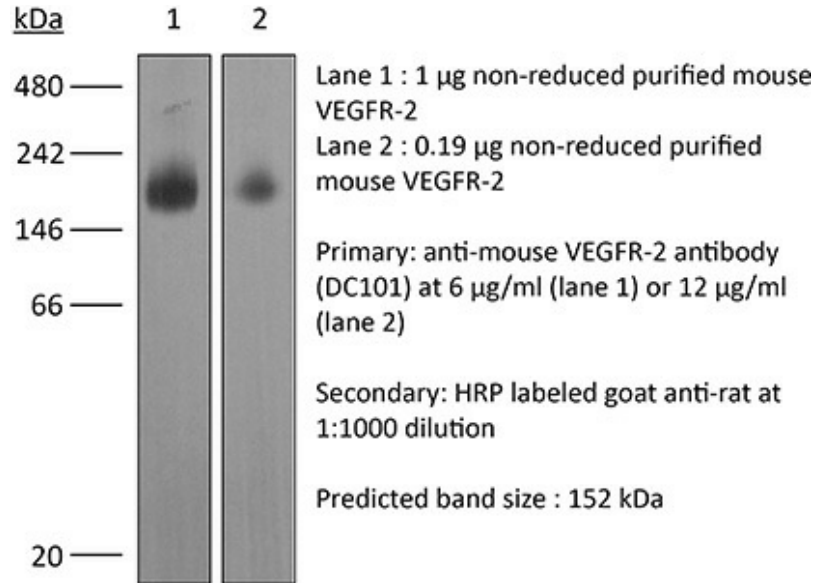 kDa 1 2
480
242
146
66
20
Lane 1 : 1 µg non-reduced purified mouse
VEGFR-2
Lane 2 : 0.19 µg non-reduced purified
mouse VEGFR-2
Primary: anti-mouse VEGFR-2 antibody
(DC101) at 6 µg/ml (lane 1) or 12 µg/ml
(lane 2)
Secondary: HRP labeled goat anti-rat at
1:1000 dilution
Predicted band size : 152 kDa